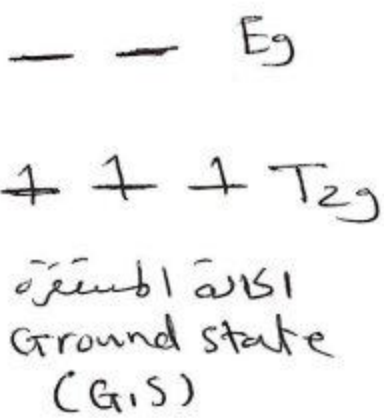 Eg
T2g
الحالة المستقرة
Ground state
(G.S)